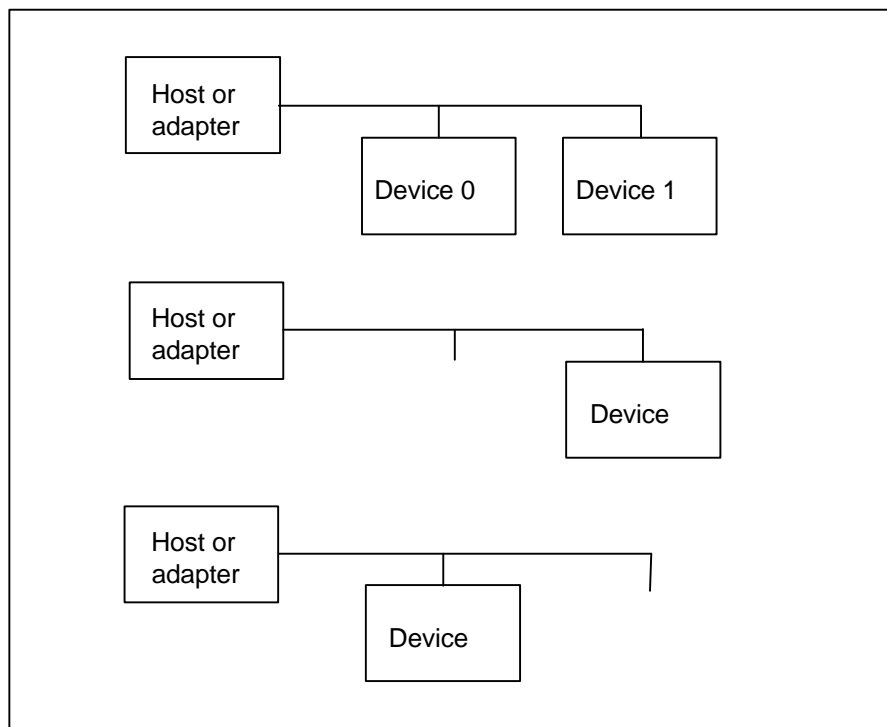 Host or
adapter
Device 0
Device 1
Host or
adapter
Device
Host or
adapter
Device